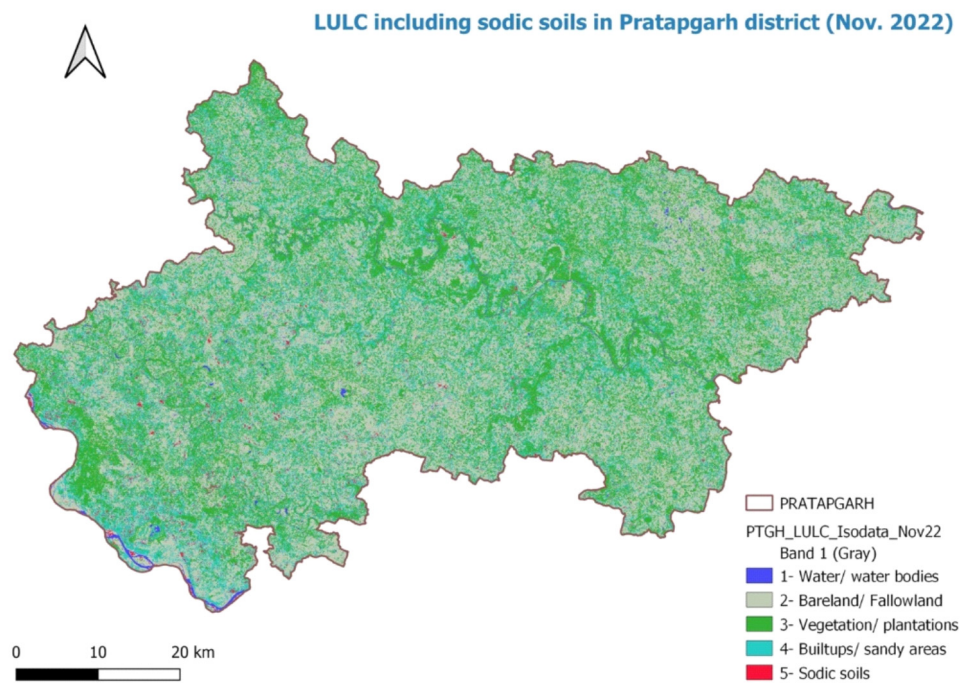 LULC including sodic soils in Pratapgarh district (Nov. 2022)
PRATAPGARH
PTGH_LULC_Isodata_Nov22
Band 1 (Gray)
1- Water/ water bodies
2- Bareland/ Fallowland
3- Vegetation/ plantations
4- Builtups/ sandy areas
5- Sodic soils
0 10 20 km